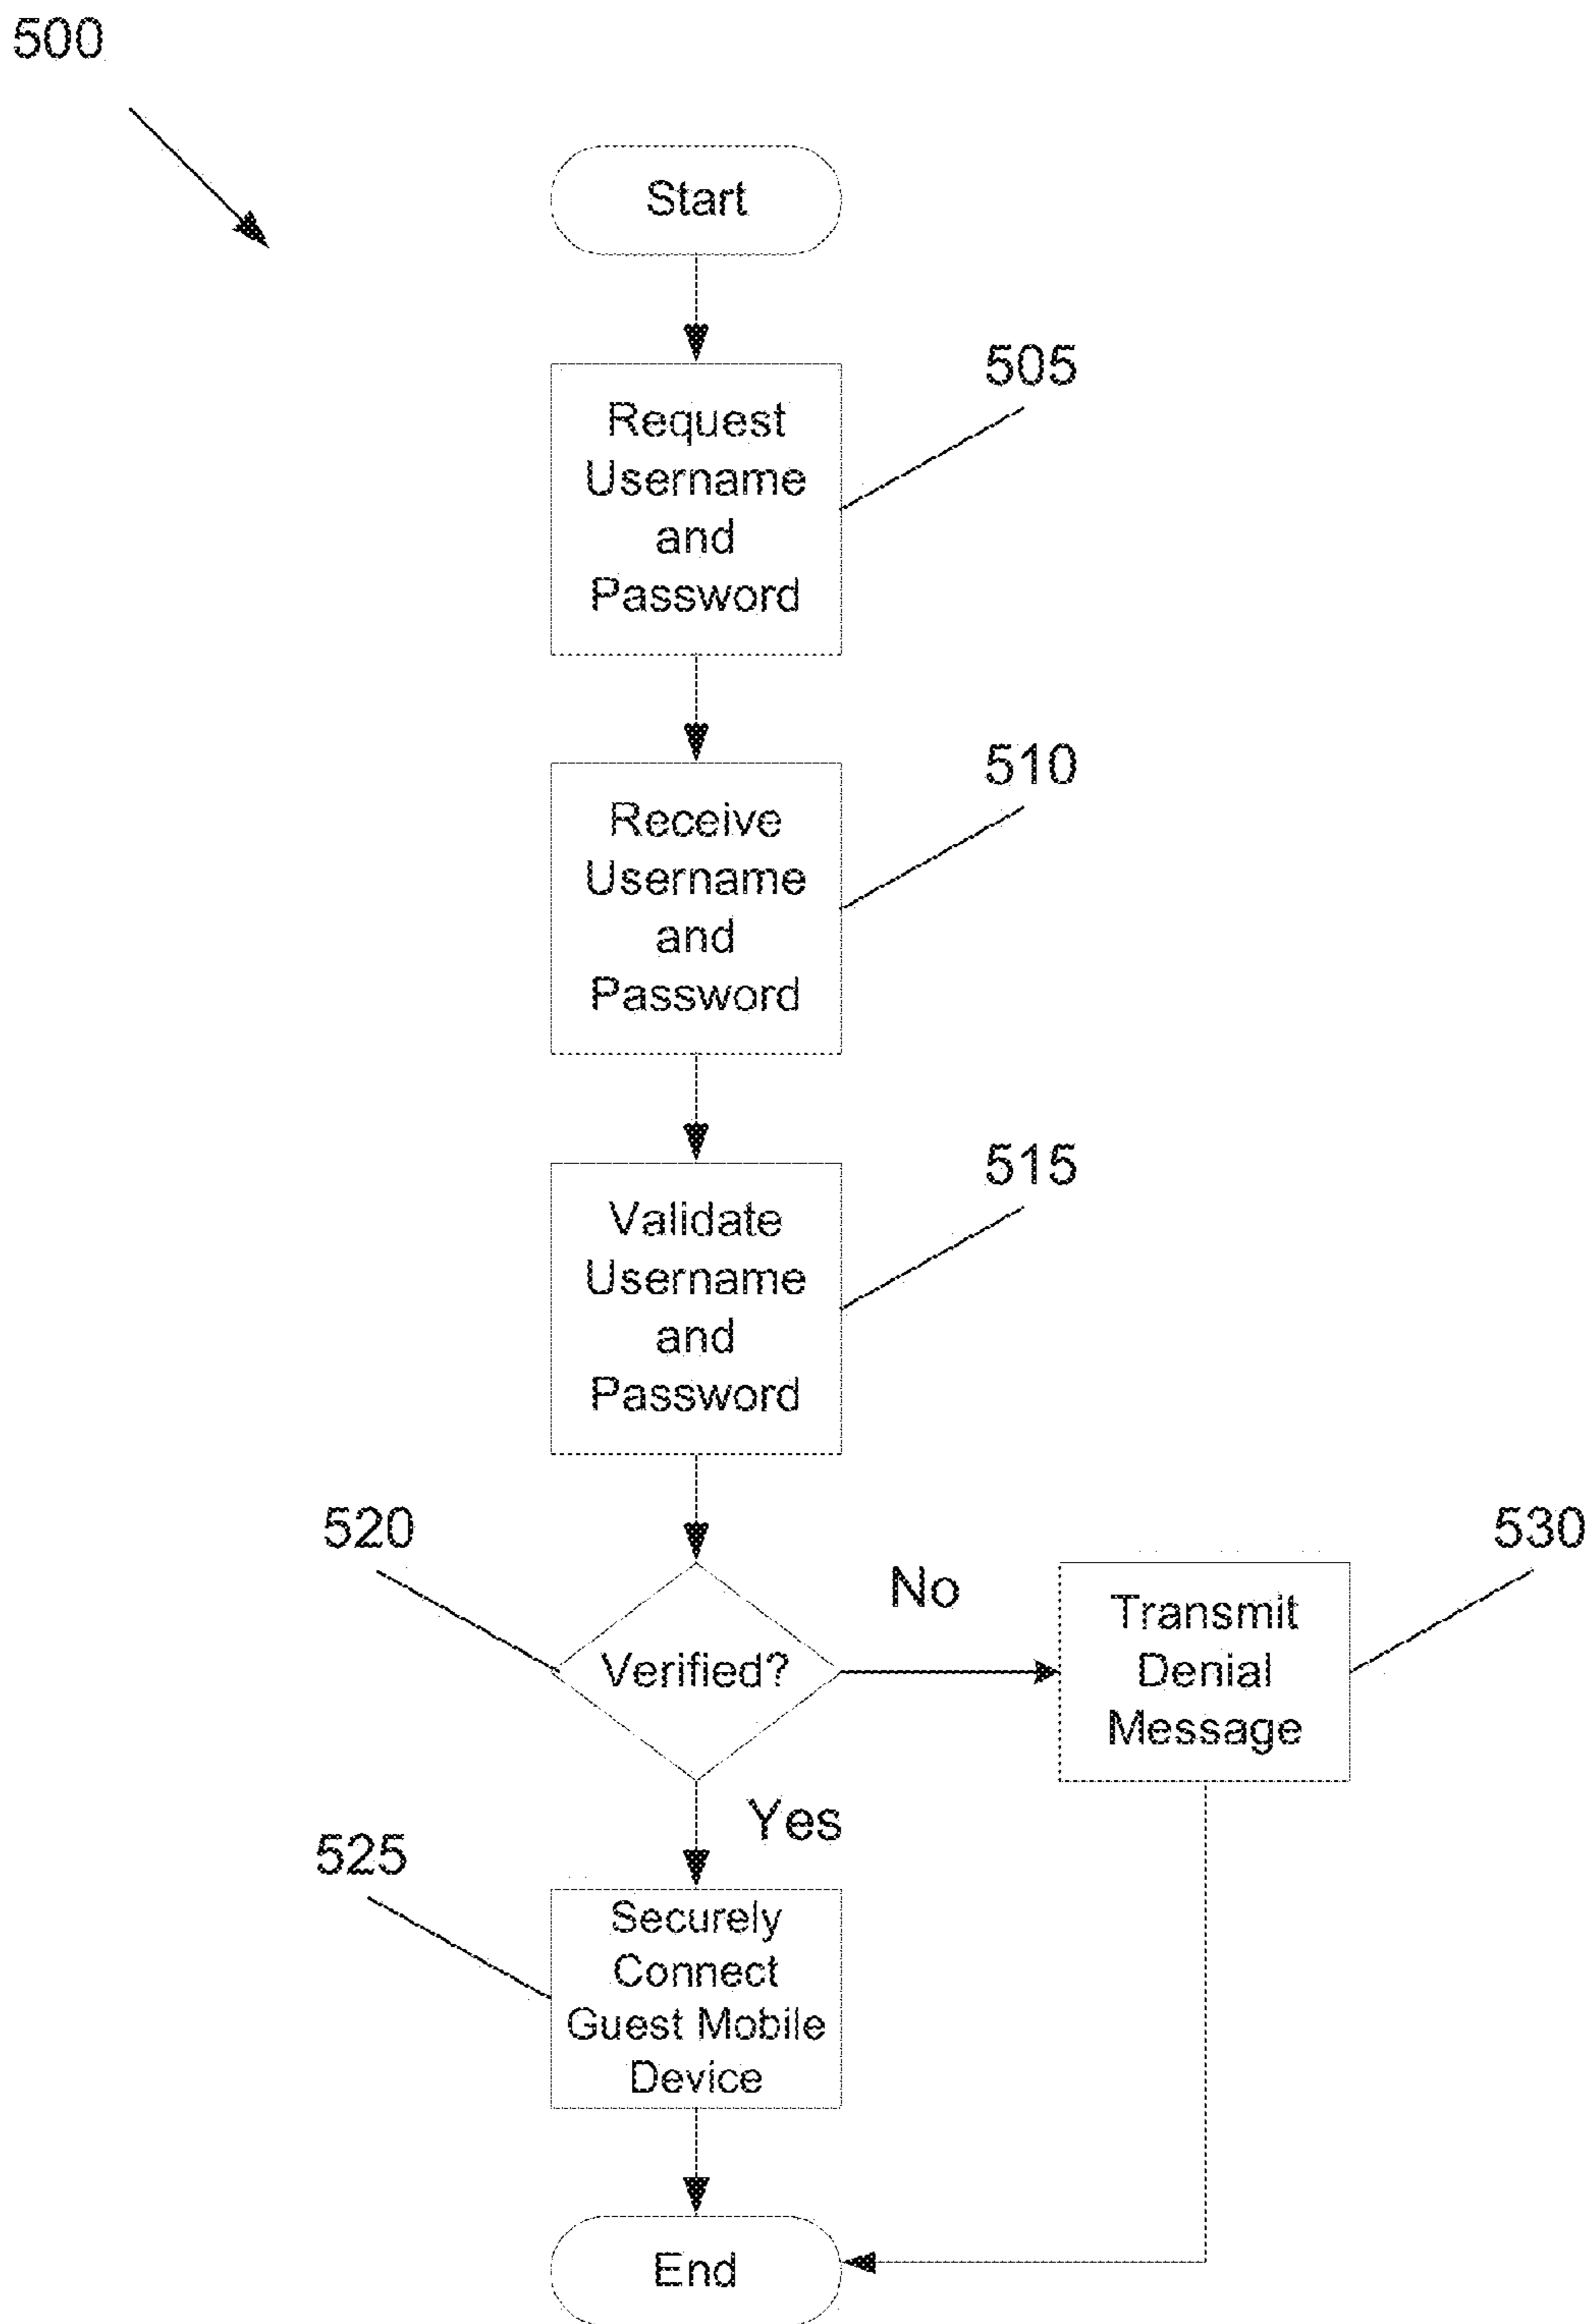 500
Start
505
Request
Username
and
Password
510
Receive
Username
and
Password
515
Validate
Username
and
Password
520
Verified?
No
530
Transmit
Denial
Message
Yes
525
Securely
Connect
Guest Mobile
Device
End